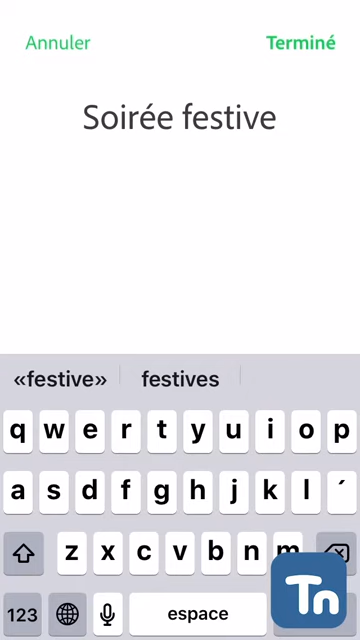 Annuler Terminé
Soirée festive
«festive» festives
q w e r t y u i o p
a s d f g h j k l ´
z x c v b n m
123 espace
Tn